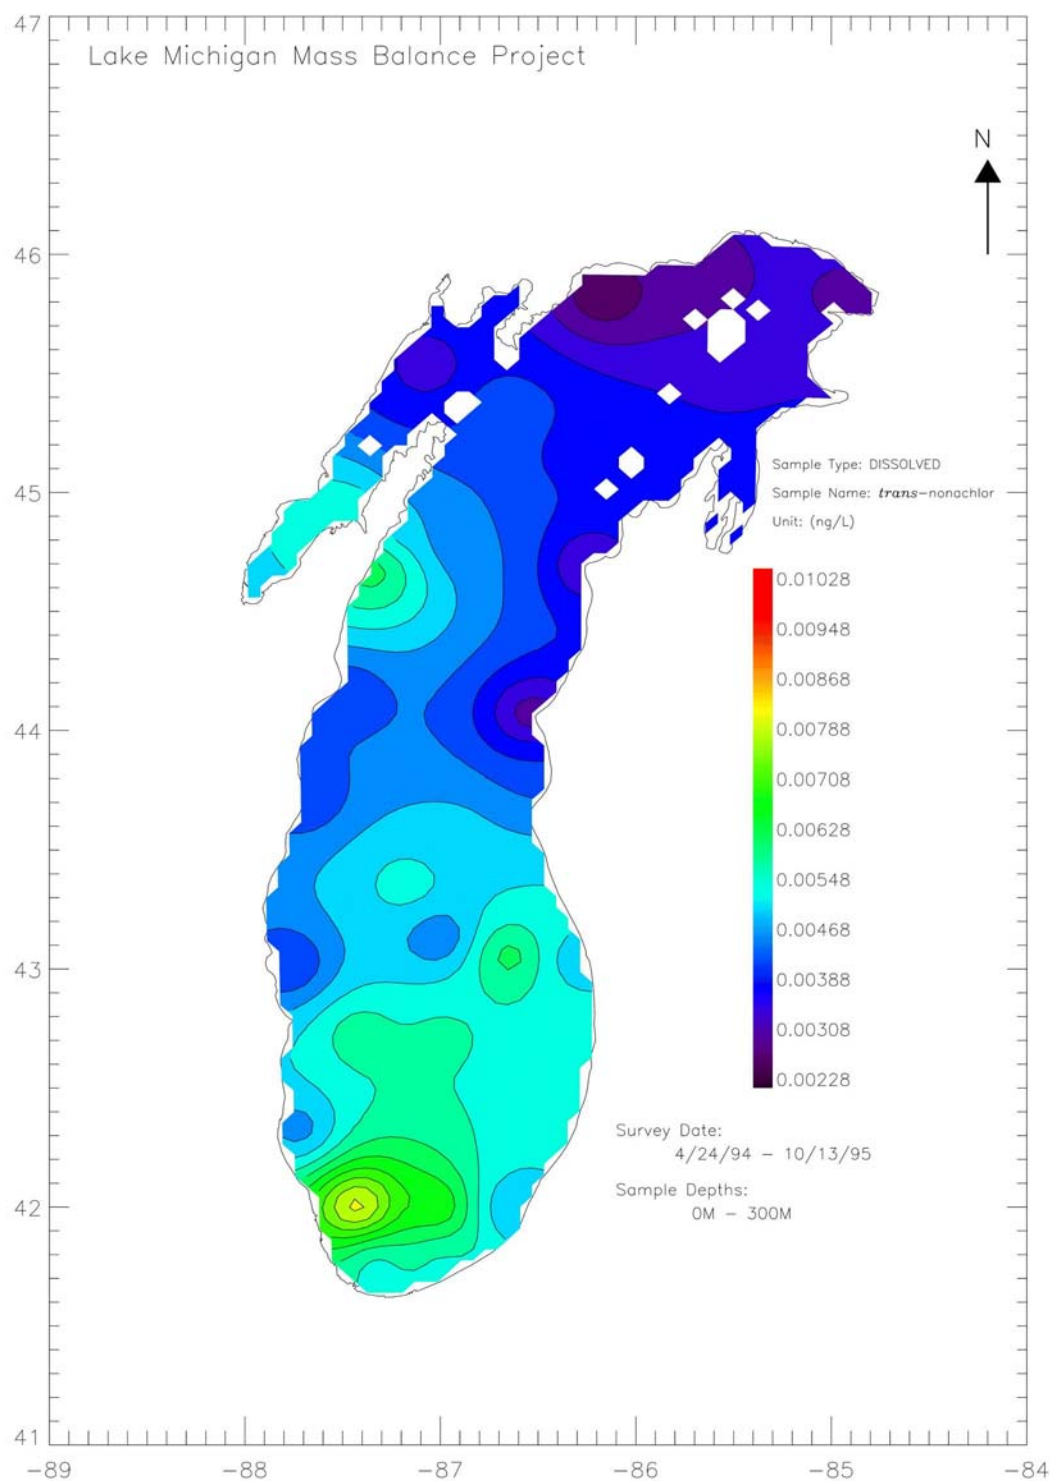 47
Lake Michigan Mass Balance Project
N
46
Sample Type: DISSOLVED
45
Sample Name: trans-nonachlor
Unit: (ng/L)
0.01028
0.00948
0.00868
44
0.00788
0.00708
0.00628
0.00548
0.00468
43
0.00388
0.00308
0.00228
Survey Date:
4/24/94 - 10/13/95
Sample Depths:
42
0M - 300M
41
-89 -88 -87 -86 -85 -84